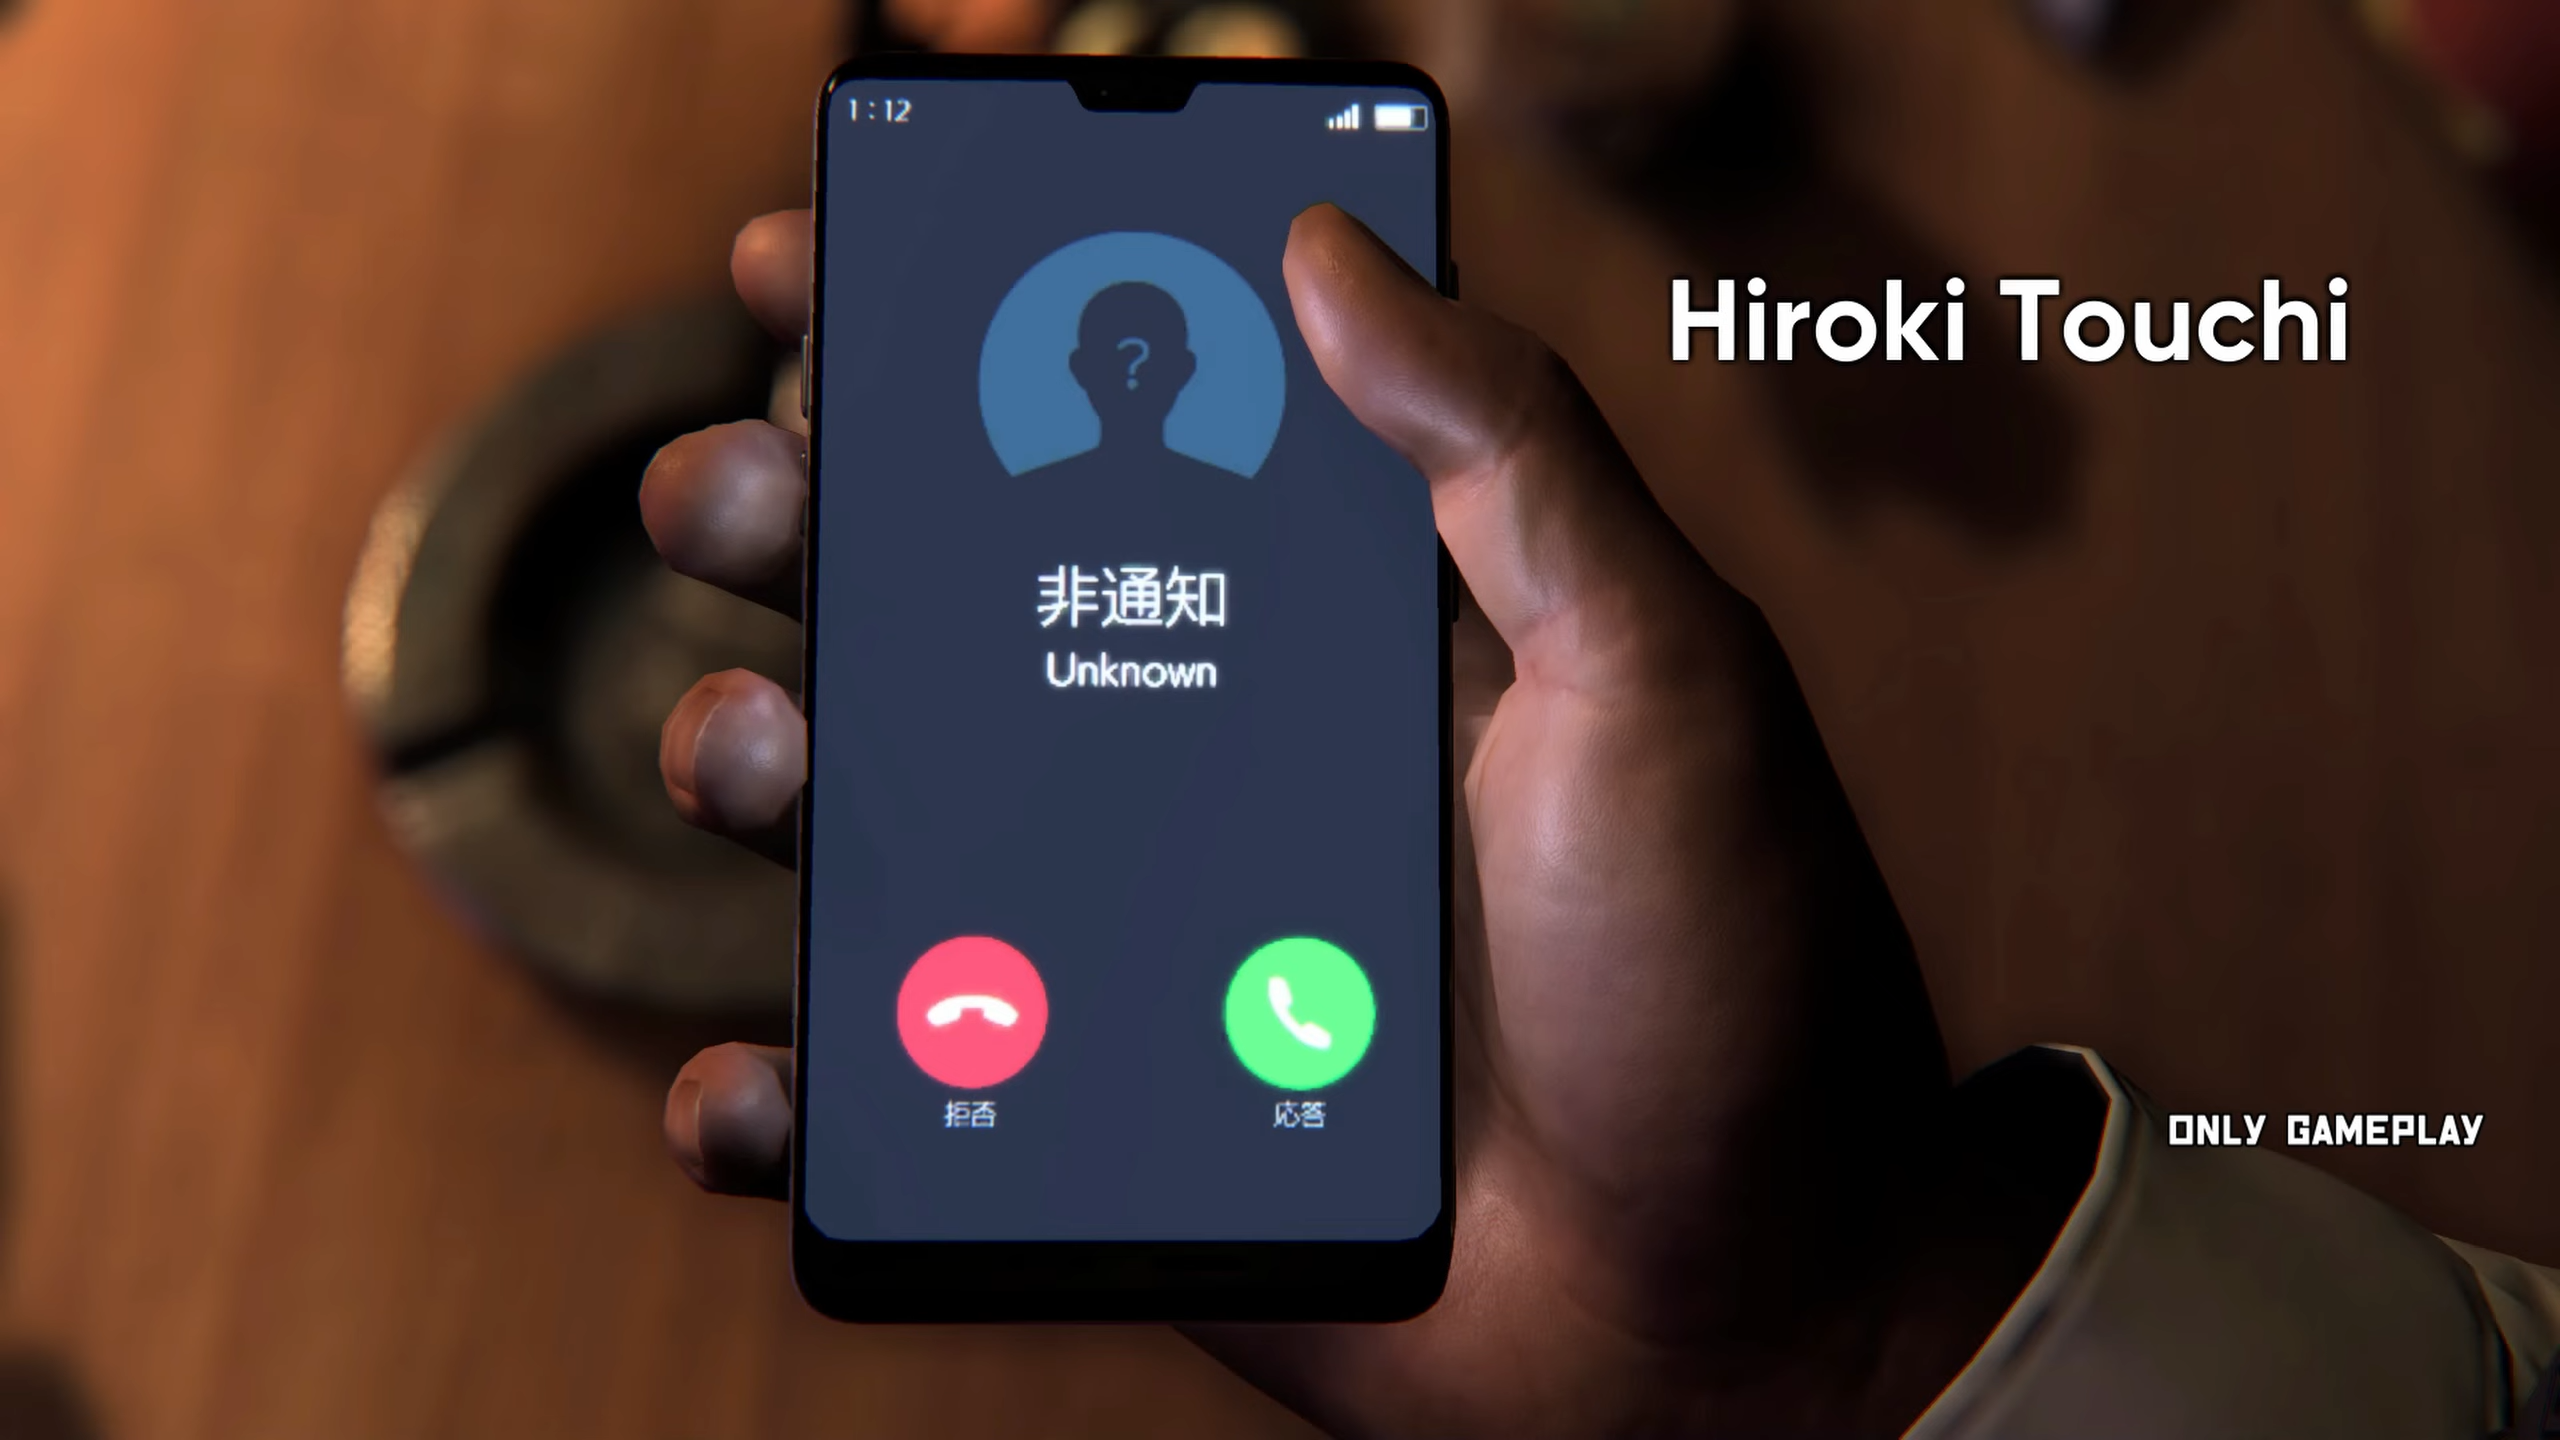 1:12
Hiroki Touchi
非通知
Unknown
拒否
応答
ONLY GAMEPLAY